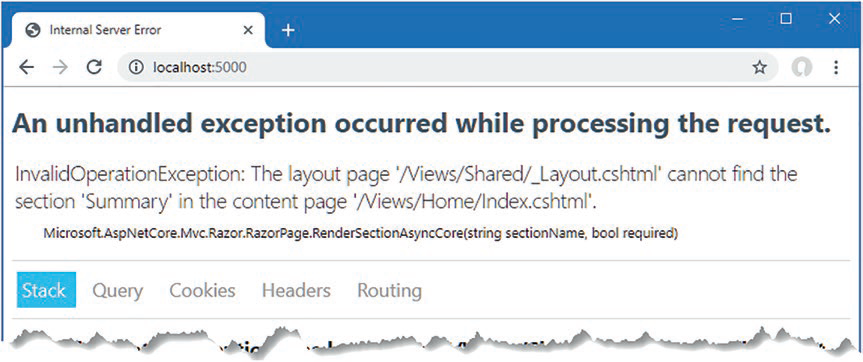 Internal Server Error
localhost:5000
An unhandled exception occurred while processing the request.
InvalidOperationException: The layout page '/Views/Shared/_Layout.cshtml' cannot find the
section 'Summary' in the content page '/Views/Home/Index.cshtml'.
Microsoft.AspNetCore.Mvc.Razor.RazorPage.RenderSectionAsyncCore(string sectionName, bool required)
Stack Query Cookies Headers Routing